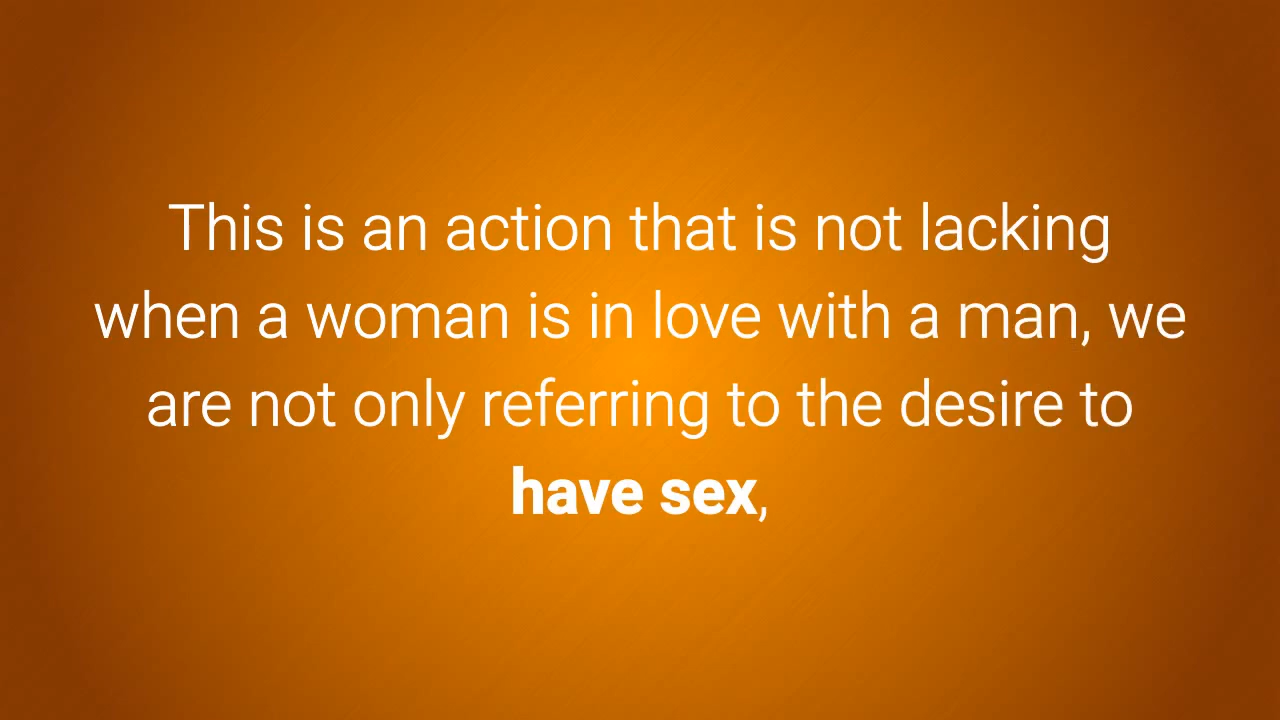 This is an action that is not lacking
when a woman is in love with a man, we
are not only referring to the desire to
have sex,